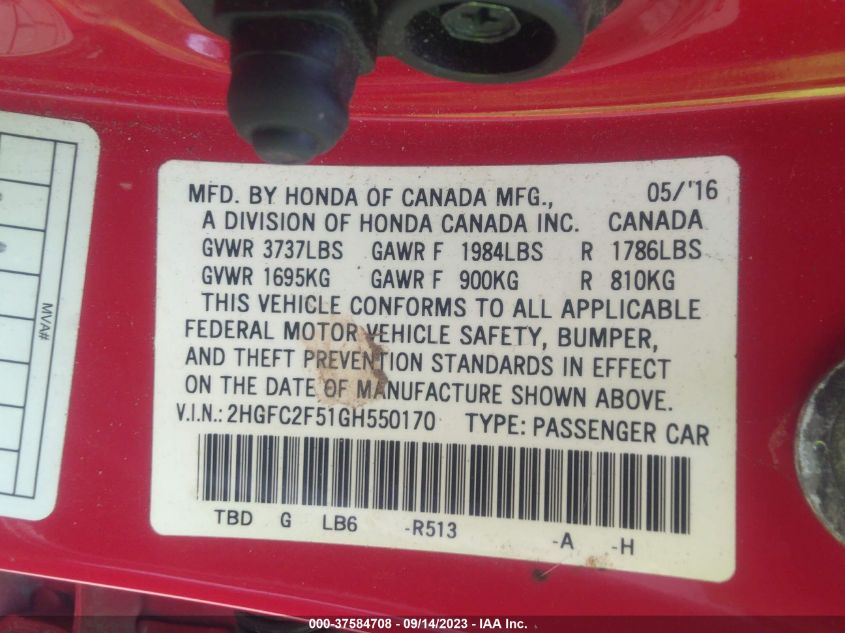 MFD. BY HONDA OF CANADA MFG., 05/'16
A DIVISION OF HONDA CANADA INC. CANADA
GVWR 3737LBS GAWR F 1984LBS R 1786LBS
GVWR 1695KG GAWR F 900KG R 810KG
THIS VEHICLE CONFORMS TO ALL APPLICABLE
FEDERAL MOTOR VEHICLE SAFETY, BUMPER,
AND THEFT PREVENTION STANDARDS IN EFFECT
ON THE DATE OF MANUFACTURE SHOWN ABOVE.
V.I.N.: 2HGFC2F51GH550170 TYPE: PASSENGER CAR
TBD G LB6 -R513 -A -H
MVA#
000-37584708 - 09/14/2023 - IAA Inc.